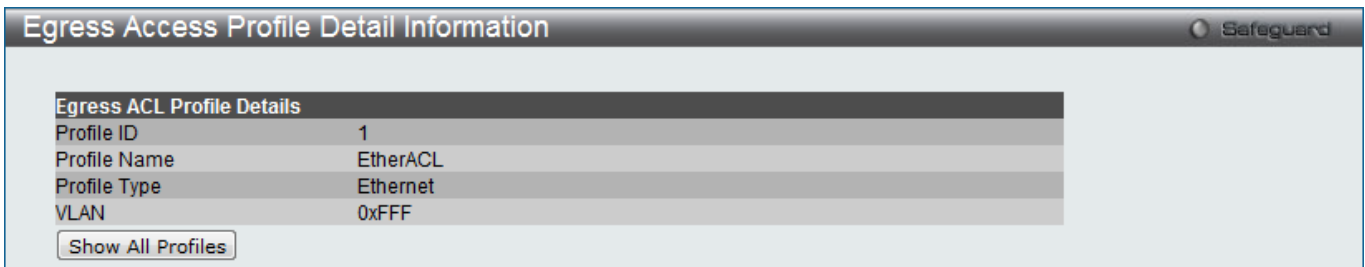 Egress Access Profile Detail Information Safeguard
Egress ACL Profile Details
Profile ID 1
Profile Name EtherACL
Profile Type Ethernet
VLAN 0xFFF
Show All Profiles